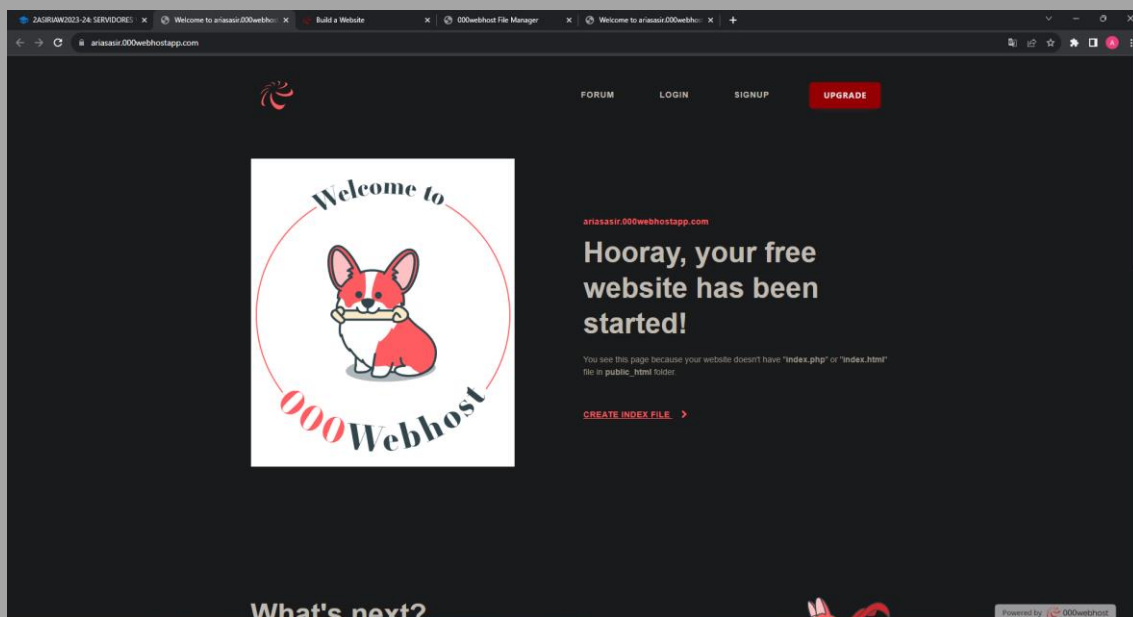 2ASIRIAW2023-24: SERVIDORES
Welcome to ariasasir.000webhos
Build a Website
000webhost File Manager
Welcome to ariasasir.000webhos
ariasasir.000webhostapp.com
A
FORUM
LOGIN
SIGNUP
UPGRADE
Welcome to
000Webhost
ariasasir.000webhostapp.com
Hooray, your free
website has been
started!
You see this page because your website doesn't have "index.php" or "index.html"
file in public_html folder.
CREATE INDEX FILE
What's next?
Powered by 000webhost